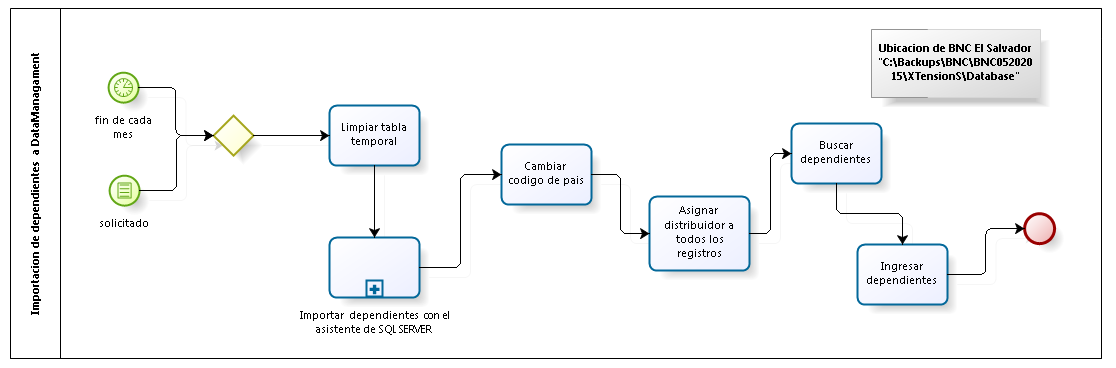 Importacion de dependientes a DataManagament
fin de cada
mes
solicitado
Limpiar tabla
temporal
Importar dependientes con el
asistente de SQLSERVER
Cambiar
codigo de pais
Asignar
distribuidor a
todos los
registros
Buscar
dependientes
Ingresar
dependientes
Ubicacion de BNC El Salvador
"C:\Backups\BNC\BNC052020
15\XTensionS\Database"